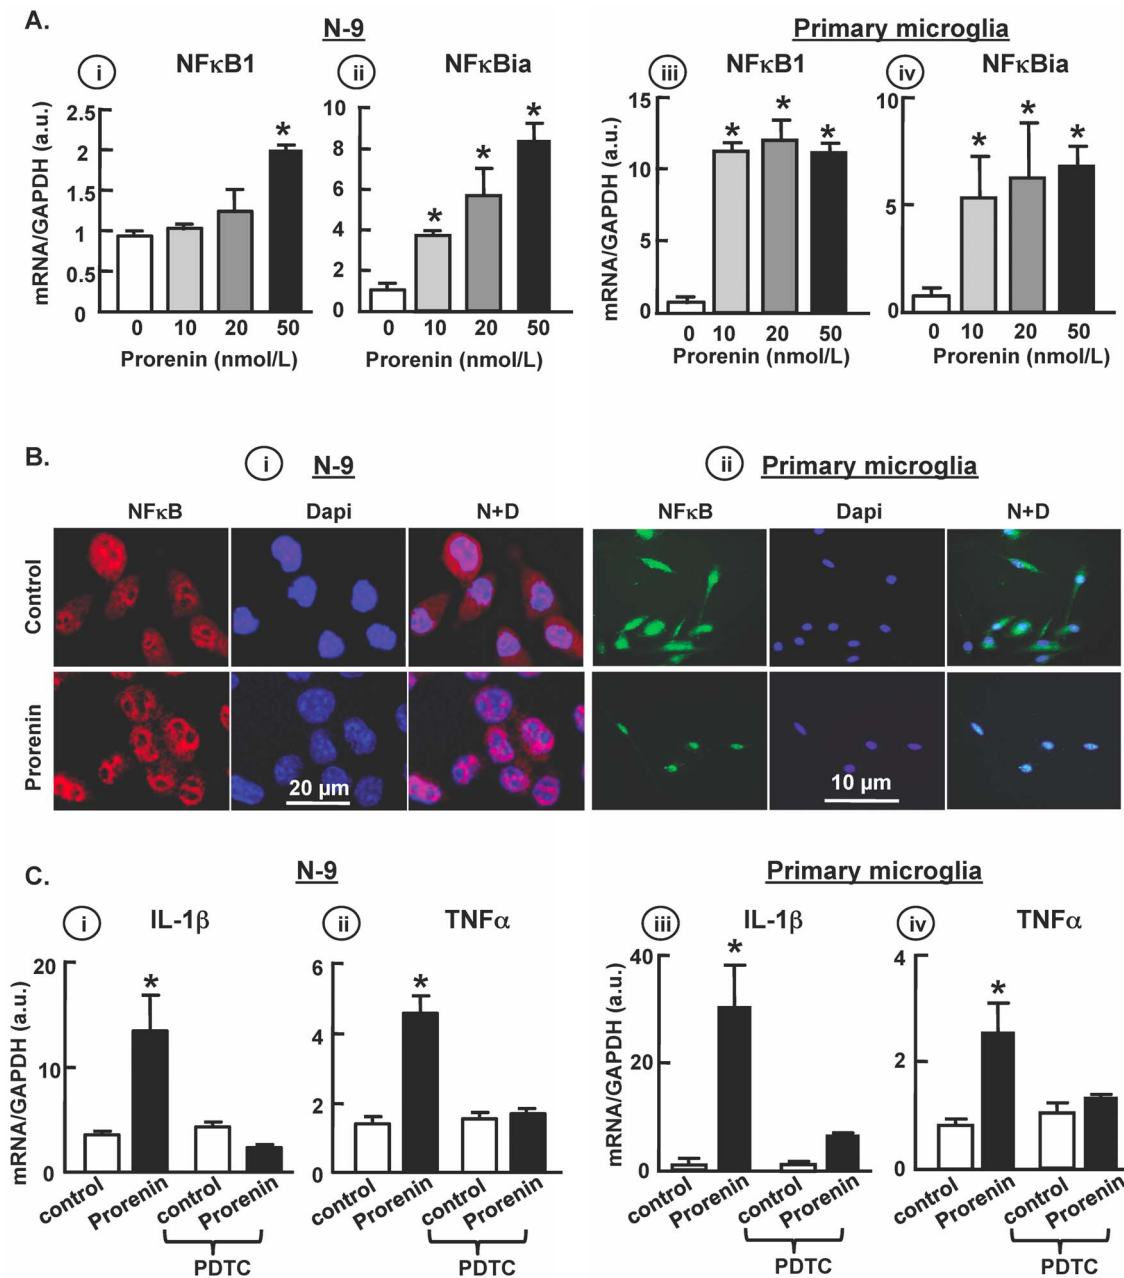 A.
N-9
Primary microglia
i
NFκB1
ii
NFκBia
iii
NFκB1
iv
NFκBia
mRNA/GAPDH (a.u.)
2.5
2
1.5
1
0.5
0
0 10 20 50
Prorenin (nmol/L)
10
8
6
4
2
0
0 10 20 50
Prorenin (nmol/L)
* * * *
mRNA/GAPDH (a.u.)
15
10
5
0
0 10 20 50
Prorenin (nmol/L)
* * *
10
5
0
0 10 20 50
Prorenin (nmol/L)
* * *
B.
i N-9
ii Primary microglia
NFκB Dapi N+D
NFκB Dapi N+D
Control
Prorenin
20 µm
10 µm
C.
N-9
Primary microglia
i
IL-1β
ii
TNFα
iii
IL-1β
iv
TNFα
mRNA/GAPDH (a.u.)
20
10
0
*
control Prorenin control Prorenin
PDTC
6
4
2
0
*
control Prorenin control Prorenin
PDTC
mRNA/GAPDH (a.u.)
40
20
0
*
control Prorenin control Prorenin
PDTC
4
2
0
*
control Prorenin control Prorenin
PDTC